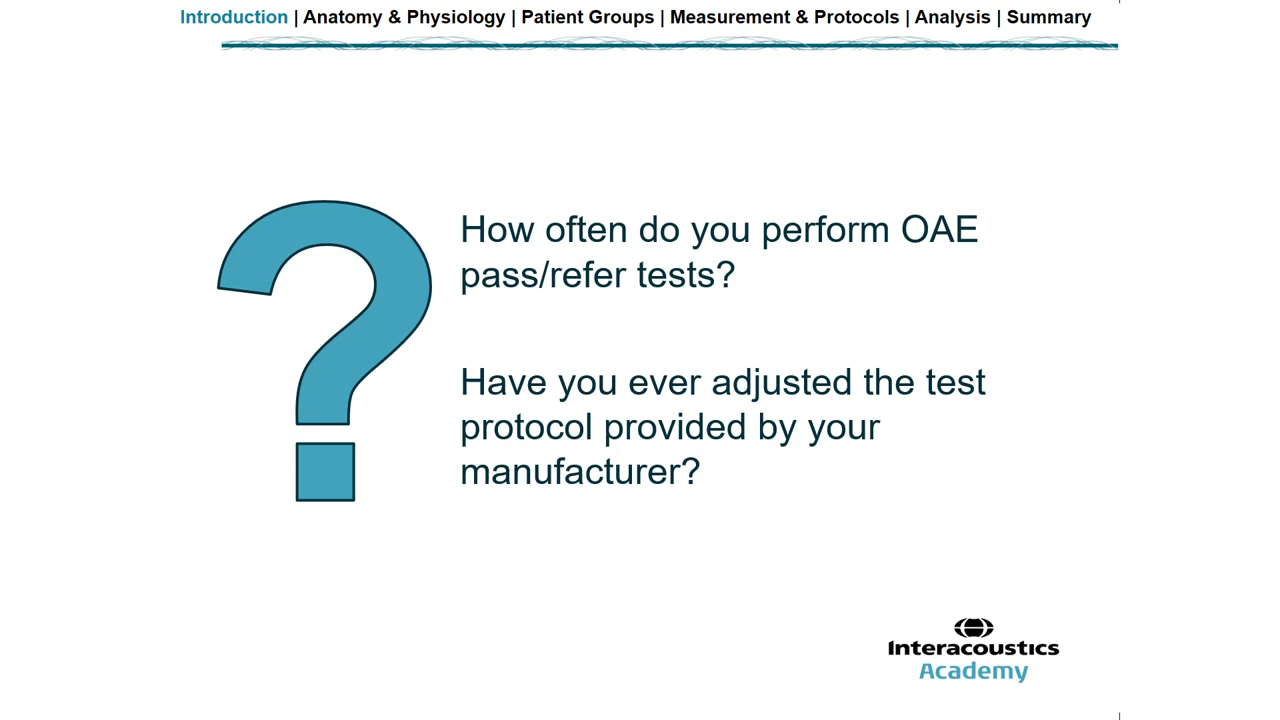 Introduction | Anatomy & Physiology | Patient Groups | Measurement & Protocols | Analysis | Summary
How often do you perform OAE
pass/refer tests?
Have you ever adjusted the test
protocol provided by your
manufacturer?
Interacoustics
Academy